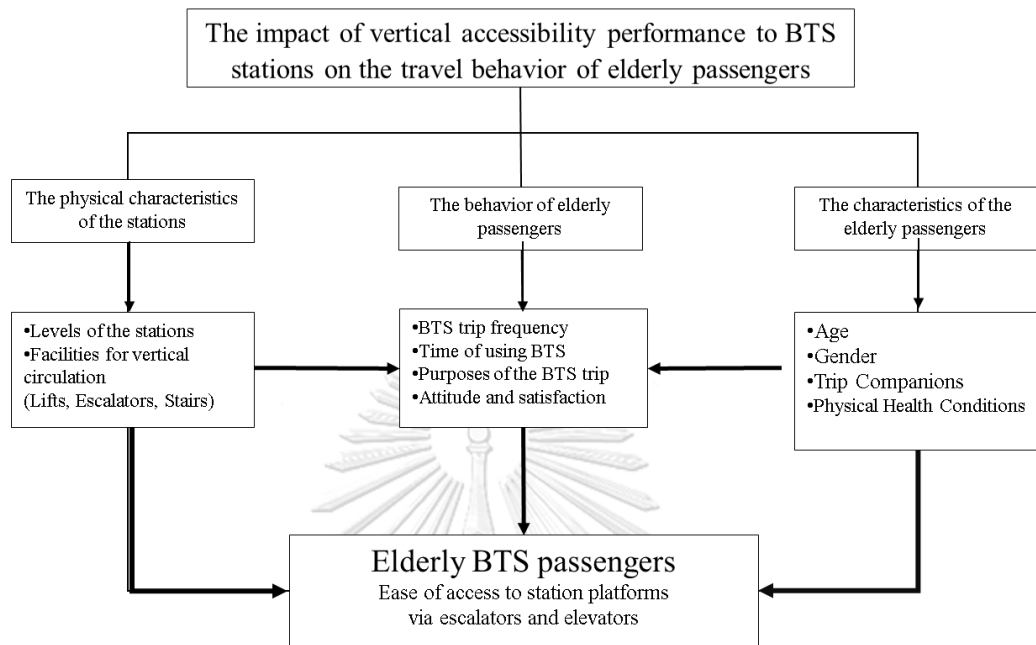 The impact of vertical accessibility performance to BTS
stations on the travel behavior of elderly passengers
The physical characteristics
of the stations
The behavior of elderly
passengers
The characteristics of the
elderly passengers
•Levels of the stations
•Facilities for vertical
circulation
(Lifts, Escalators, Stairs)
•BTS trip frequency
•Time of using BTS
•Purposes of the BTS trip
•Attitude and satisfaction
•Age
•Gender
•Trip Companions
•Physical Health Conditions
Elderly BTS passengers
Ease of access to station platforms
via escalators and elevators